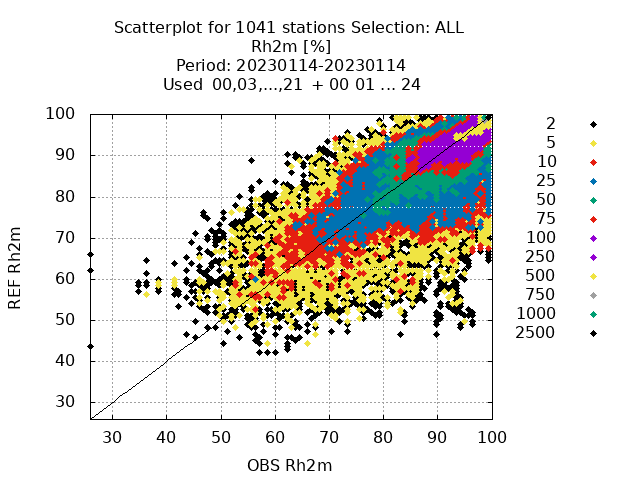 Scatterplot for 1041 stations Selection: ALL
Rh2m [%]
Period: 20230114-20230114
Used 00,03,...,21 + 00 01 ... 24
100
90
80
70
60
50
40
30
REF Rh2m
30 40 50 60 70 80 90 100
OBS Rh2m
2
5
10
25
50
75
100
250
500
750
1000
2500